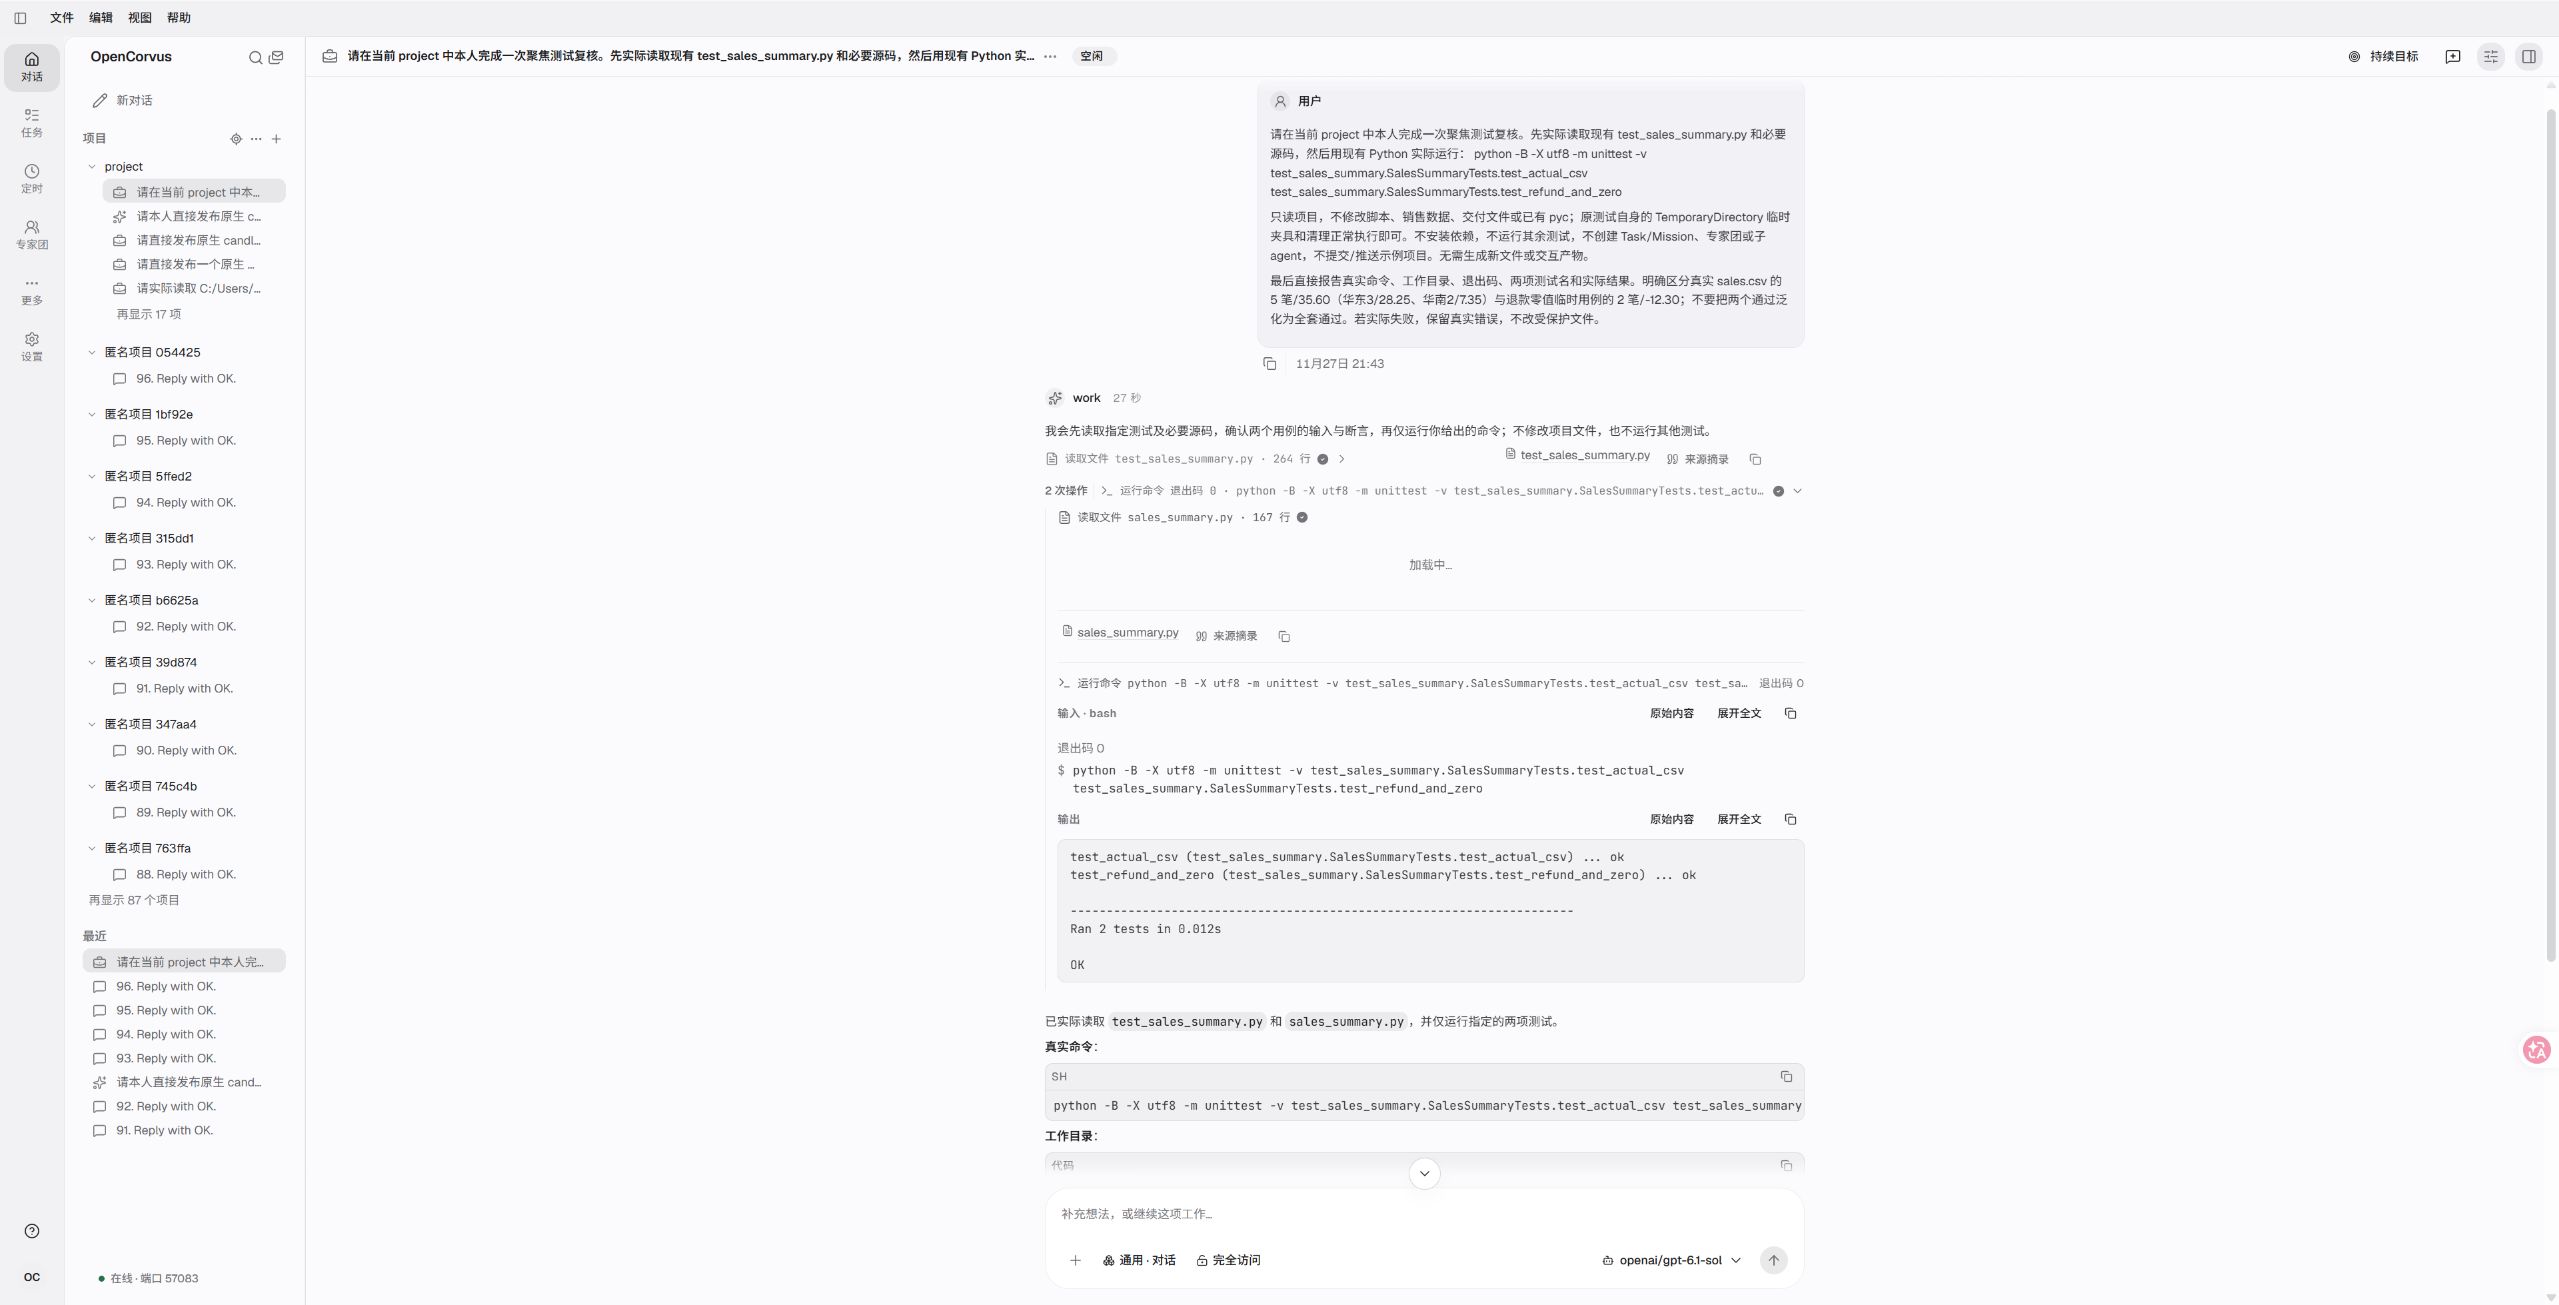 文件 编辑 视图 帮助
对话
任务
定时
专家团
更多
设置
OC
OpenCorvus
新对话
项目
project
请在当前 project 中本...
请本人直接发布原生 c...
请直接发布原生 candl...
请直接发布一个原生 ...
请实际读取 C:/Users/...
再显示 17 项
匿名项目 054425
96. Reply with OK.
匿名项目 1bf92e
95. Reply with OK.
匿名项目 5ffed2
94. Reply with OK.
匿名项目 315dd1
93. Reply with OK.
匿名项目 b6625a
92. Reply with OK.
匿名项目 39d874
91. Reply with OK.
匿名项目 347aa4
90. Reply with OK.
匿名项目 745c4b
89. Reply with OK.
匿名项目 763ffa
88. Reply with OK.
再显示 87 个项目
最近
请在当前 project 中本人完...
96. Reply with OK.
95. Reply with OK.
94. Reply with OK.
93. Reply with OK.
请本人直接发布原生 cand...
92. Reply with OK.
91. Reply with OK.
在线 · 端口 57083
请在当前 project 中本人完成一次聚焦测试复核。先实际读取现有 test_sales_summary.py 和必要源码，然后用现有 Python 实... ... 空闲
持续目标
用户
请在当前 project 中本人完成一次聚焦测试复核。先实际读取现有 test_sales_summary.py 和必要
源码，然后用现有 Python 实际运行： python -B -X utf8 -m unittest -v
test_sales_summary.SalesSummaryTests.test_actual_csv
test_sales_summary.SalesSummaryTests.test_refund_and_zero
只读项目，不修改脚本、销售数据、交付文件或已有 pyc；原测试自身的 TemporaryDirectory 临时
夹具和清理正常执行即可。不安装依赖，不运行其余测试，不创建 Task/Mission、专家团或子
agent，不提交/推送示例项目。无需生成新文件或交互产物。
最后直接报告真实命令、工作目录、退出码、两项测试名和实际结果。明确区分真实 sales.csv 的
5 笔/35.60（华东3/28.25、华南2/7.35）与退款零值临时用例的 2 笔/-12.30；不要把两个通过泛
化为全套通过。若实际失败，保留真实错误，不改受保护文件。
11月27日 21:43
work 27 秒
我会先读取指定测试及必要源码，确认两个用例的输入与断言，再仅运行你给出的命令；不修改项目文件，也不运行其他测试。
读取文件 test_sales_summary.py · 264 行 test_sales_summary.py 来源摘录
2 次操作 >_ 运行命令 退出码 0 · python -B -X utf8 -m unittest -v test_sales_summary.SalesSummaryTests.test_actu...
读取文件 sales_summary.py · 167 行
加载中...
sales_summary.py 来源摘录
>_ 运行命令 python -B -X utf8 -m unittest -v test_sales_summary.SalesSummaryTests.test_actual_csv test_sa... 退出码 0
输入 · bash 原始内容 展开全文
退出码 0
$ python -B -X utf8 -m unittest -v test_sales_summary.SalesSummaryTests.test_actual_csv
test_sales_summary.SalesSummaryTests.test_refund_and_zero
输出 原始内容 展开全文
test_actual_csv (test_sales_summary.SalesSummaryTests.test_actual_csv) ... ok
test_refund_and_zero (test_sales_summary.SalesSummaryTests.test_refund_and_zero) ... ok
----------------------------------------------------------------------
Ran 2 tests in 0.012s
OK
已实际读取 test_sales_summary.py 和 sales_summary.py，并仅运行指定的两项测试。
真实命令：
SH
python -B -X utf8 -m unittest -v test_sales_summary.SalesSummaryTests.test_actual_csv test_sales_summary
工作目录：
代码
补充想法，或继续这项工作...
通用 · 对话 完全访问 openai/gpt-6.1-sol